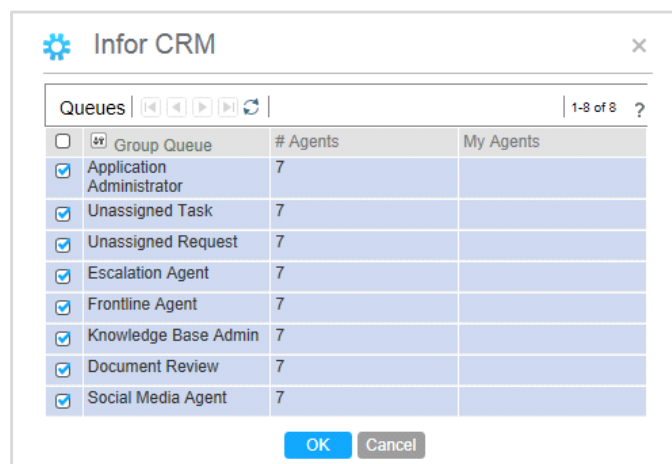 Infor CRM
Queues 1-8 of 8 ?
Group Queue # Agents My Agents
Application 7
Administrator
Unassigned Task 7
Unassigned Request 7
Escalation Agent 7
Frontline Agent 7
Knowledge Base Admin 7
Document Review 7
Social Media Agent 7
OK Cancel